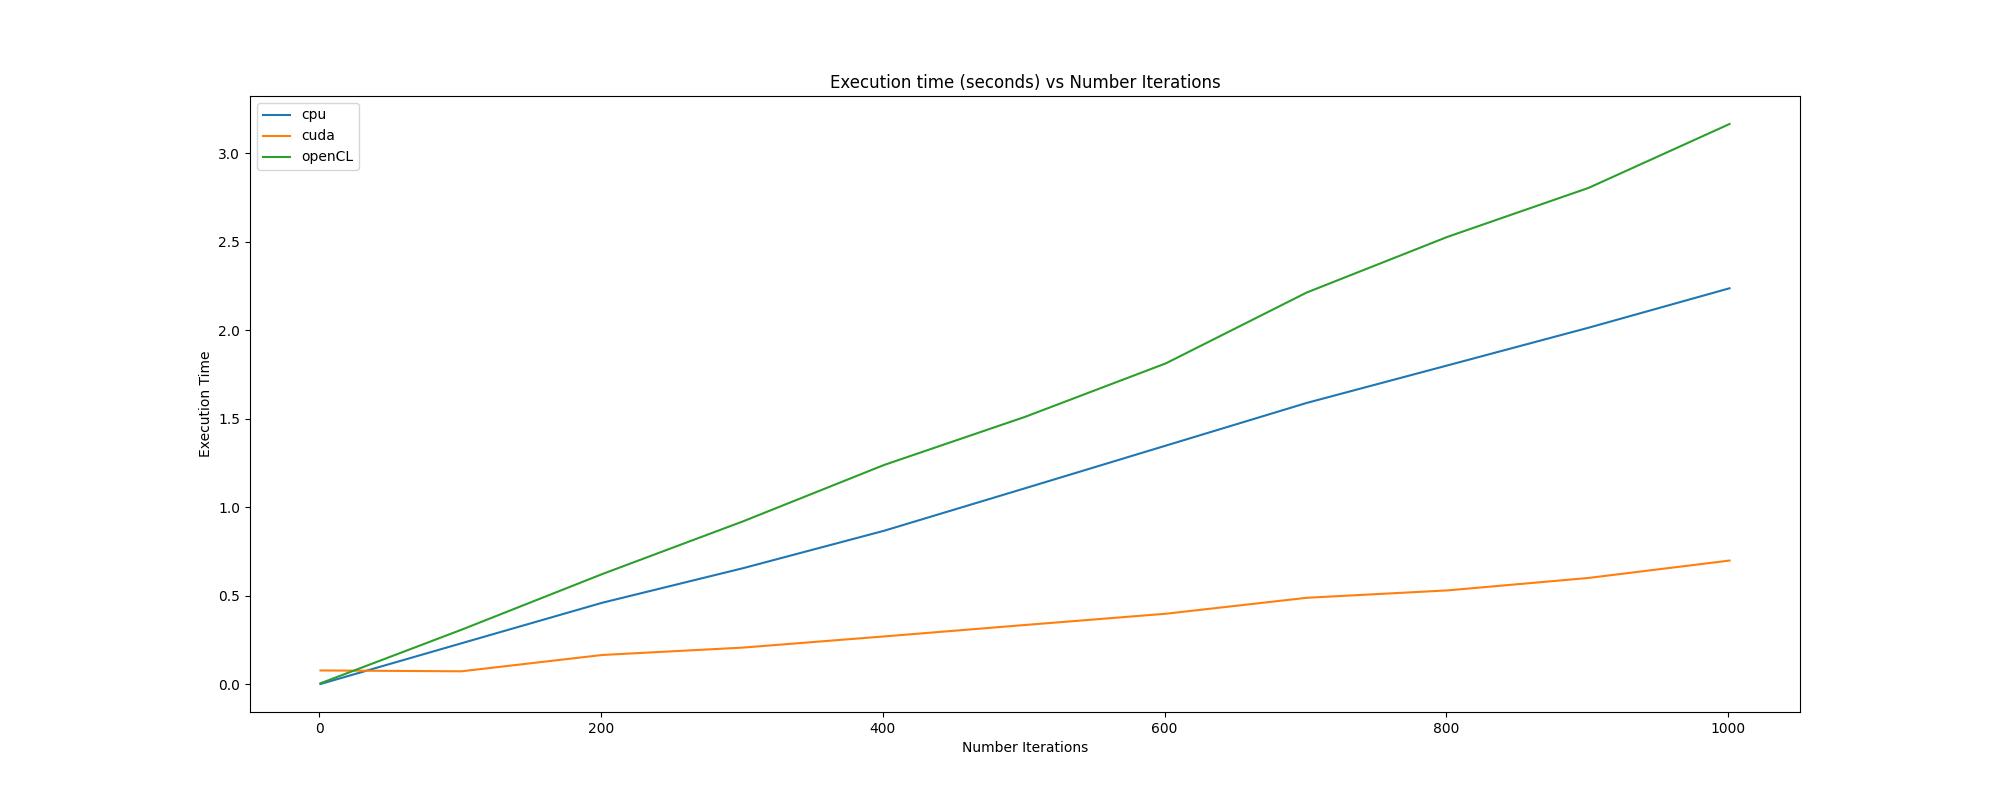 Execution time (seconds) vs Number Iterations
cpu
cuda
openCL
3.0
2.5
2.0
1.5
1.0
0.5
0.0
Execution Time
0 200 400 600 800 1000
Number Iterations